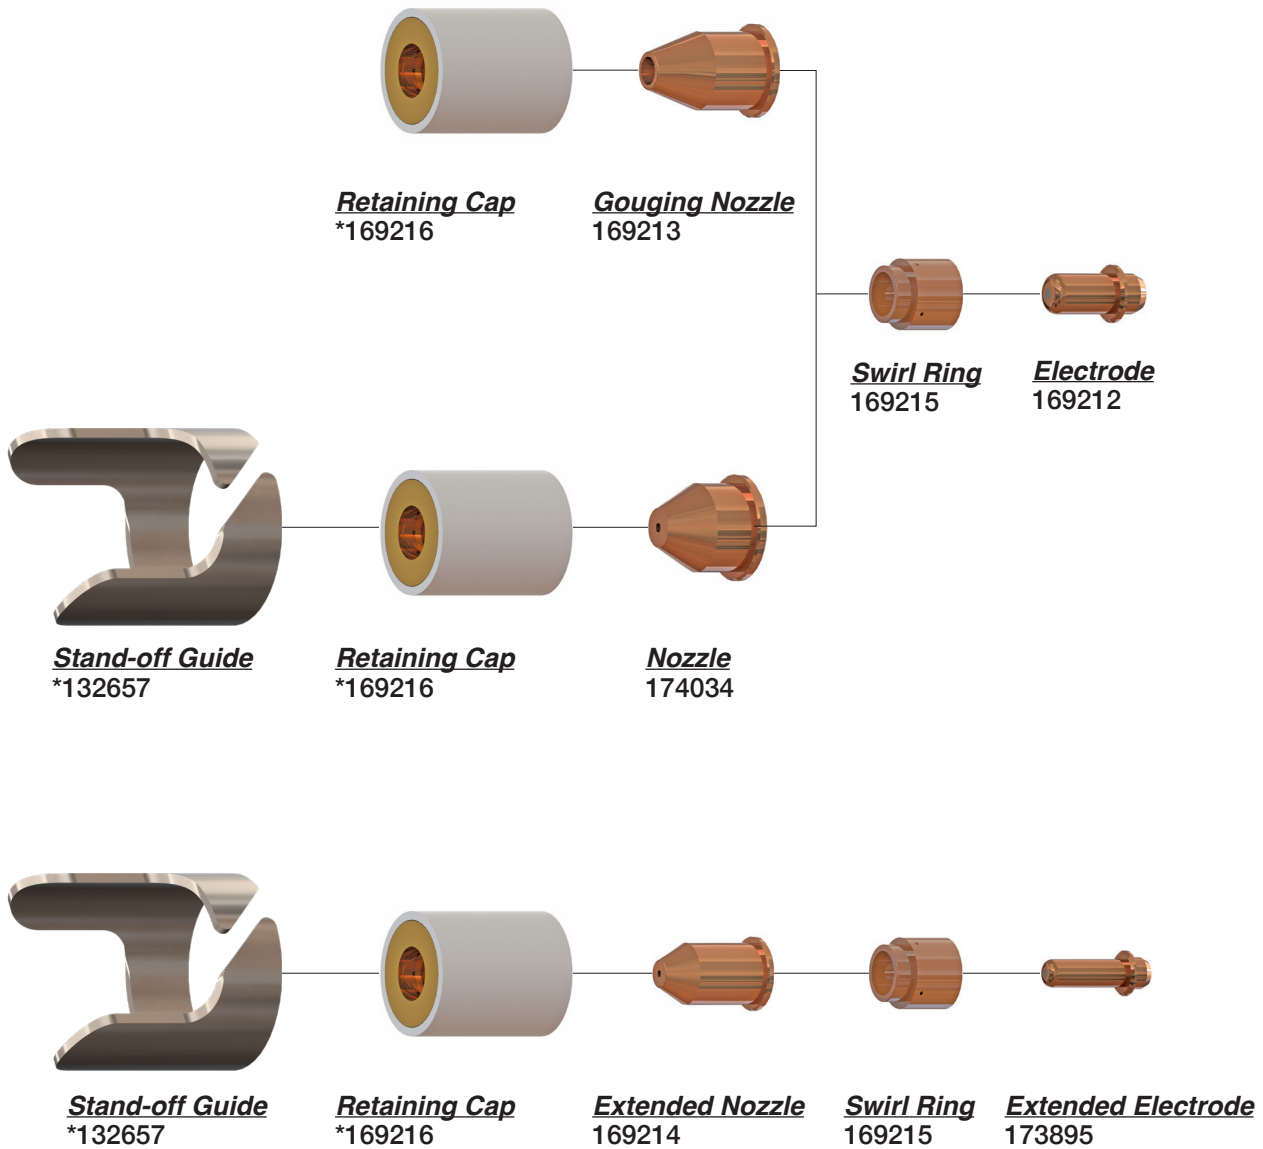 Retaining Cap
*169216
Gouging Nozzle
169213
Swirl Ring
169215
Electrode
169212
Stand-off Guide
*132657
Retaining Cap
*169216
Nozzle
174034
Stand-off Guide
*132657
Retaining Cap
*169216
Extended Nozzle
169214
Swirl Ring
169215
Extended Electrode
173895